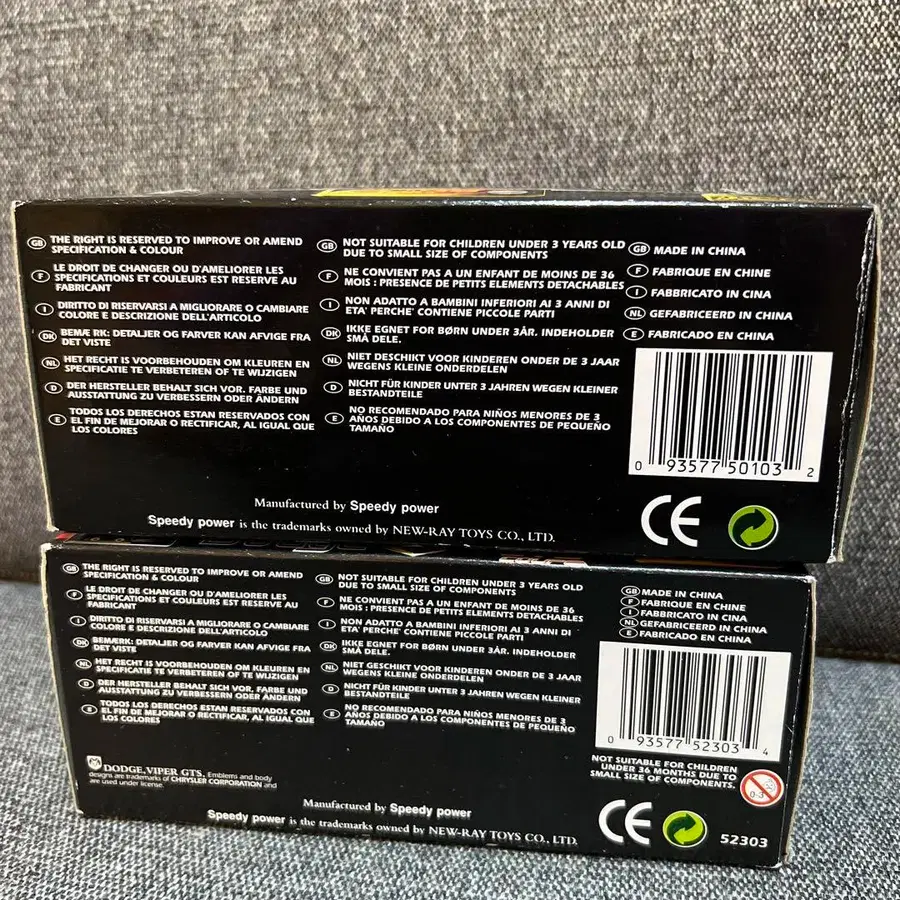 GB THE RIGHT IS RESERVED TO IMPROVE OR AMEND
SPECIFICATION & COLOUR
F LE DROIT DE CHANGER OU D'AMELIORER LES
SPECIFICATIONS ET COULEURS EST RESERVE AU
FABRICANT
I DIRITTO DI RISERVARSI A MIGLIORARE O CAMBIARE
COLORE E DESCRIZIONE DELL'ARTICOLO
DK BEMÆ RK: DETALJER OG FARVER KAN AFVIGE FRA
DET VISTE
NL HET RECHT IS VOORBEHOUDEN OM KLEUREN EN
SPECIFICATIE TE VERBETEREN OF TE WIJZIGEN
D DER HERSTELLER BEHALT SICH VOR. FARBE UND
AUSSTATTUNG ZU VERBESSERN ODER ÄNDERN
E TODOS LOS DERECHOS ESTAN RESERVADOS CON
EL FIN DE MEJORAR O RECTIFICAR, AL IGUAL QUE
LOS COLORES
GB NOT SUITABLE FOR CHILDREN UNDER 3 YEARS OLD
DUE TO SMALL SIZE OF COMPONENTS
F NE CONVIENT PAS A UN ENFANT DE MOINS DE 36
MOIS : PRESENCE DE PETITS ELEMENTS DETACHABLES
I NON ADATTO A BAMBINI INFERIORI AI 3 ANNI DI
ETA' PERCHE' CONTIENE PICCOLE PARTI
DK IKKE EGNET FOR BØRN UNDER 3ÅR. INDEHOLDER
SMÅ DELE.
NL NIET DESCHIKT VOOR KINDEREN ONDER DE 3 JAAR
WEGENS KLEINE ONDERDELEN
D NICHT FÜR KINDER UNTER 3 JAHREN WEGEN KLEINER
BESTANDTEILE
E NO RECOMENDADO PARA NIÑOS MENORES DE 3
AÑOS DEBIDO A LOS COMPONENTES DE PEQUEÑO
TAMAÑO
GB MADE IN CHINA
F FABRIQUE EN CHINE
I FABBRICATO IN CINA
NL GEFABRICEERD IN CHINA
E FABRICADO EN CHINA
0 93577 50103 2
Manufactured by Speedy power
Speedy power is the trademarks owned by NEW-RAY TOYS CO., LTD.
CE
GB THE RIGHT IS RESERVED TO IMPROVE OR AMEND
SPECIFICATION & COLOUR
F LE DROIT DE CHANGER OU D'AMELIORER LES
SPECIFICATIONS ET COULEURS EST RESERVE AU
FABRICANT
I DIRITTO DI RISERVARSI A MIGLIORARE O CAMBIARE
COLORE E DESCRIZIONE DELL'ARTICOLO
DK BEMÆRK: DETALJER OG FARVER KAN AFVIGE FRA
DET VISTE
NL HET RECHT IS VOORBEHOUDEN OM KLEUREN EN
SPECIFICATIE TE VERBETEREN OF TE WIJZIGEN
D DER HERSTELLER BEHALT SICH VOR. FARBE UND
AUSSTATTUNG ZU VERBESSERN ODER ÄNDERN
E TODOS LOS DERECHOS ESTAN RESERVADOS CON
EL FIN DE MEJORAR O RECTIFICAR, AL IGUAL QUE
LOS COLORES
GB NOT SUITABLE FOR CHILDREN UNDER 3 YEARS OLD
DUE TO SMALL SIZE OF COMPONENTS
F NE CONVIENT PAS A UN ENFANT DE MOINS DE 36
MOIS : PRESENCE DE PETITS ELEMENTS DETACHABLES
I NON ADATTO A BAMBINI INFERIORI AI 3 ANNI DI
ETA' PERCHE' CONTIENE PICCOLE PARTI
DK IKKE EGNET FOR BØRN UNDER 3ÅR. INDEHOLDER
SMÅ DELE.
NL NIET GESCHIKT VOOR KINDEREN ONDER DE 3 JAAR
WEGENS KLEINE ONDERDELEN
D NICHT FÜR KINDER UNTER 3 JAHREN WEGEN KLEINER
BESTANDTEILE
E NO RECOMENDADO PARA NIÑOS MENORES DE 3
AÑOS DEBIDO A LOS COMPONENTES DE PEQUEÑO
TAMAÑO
GB MADE IN CHINA
F FABRIQUE EN CHINE
I FABBRICATO IN CINA
NL GEFABRICEERD IN CHINA
E FABRICADO EN CHINA
0 93577 52303 4
NOT SUITABLE FOR CHILDREN
UNDER 36 MONTHS DUE TO
SMALL SIZE OF COMPONENTS.
0-3
DODGE, VIPER GTS, Emblems and body
designs are trademarks of CHRYSLER CORPORATION and
are used under license.
Manufactured by Speedy power
Speedy power is the trademarks owned by NEW-RAY TOYS CO., LTD.
CE
52303